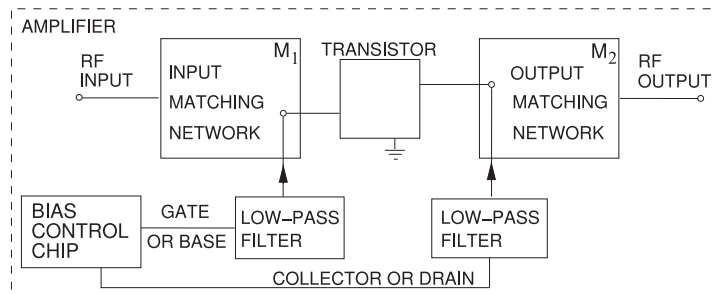 AMPLIFIER
RF
INPUT
INPUT
MATCHING
NETWORK
M1
TRANSISTOR
M2
OUTPUT
MATCHING
NETWORK
RF
OUTPUT
BIAS
CONTROL
CHIP
GATE
OR BASE
LOW–PASS
FILTER
LOW–PASS
FILTER
COLLECTOR OR DRAIN